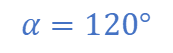 α = 120°